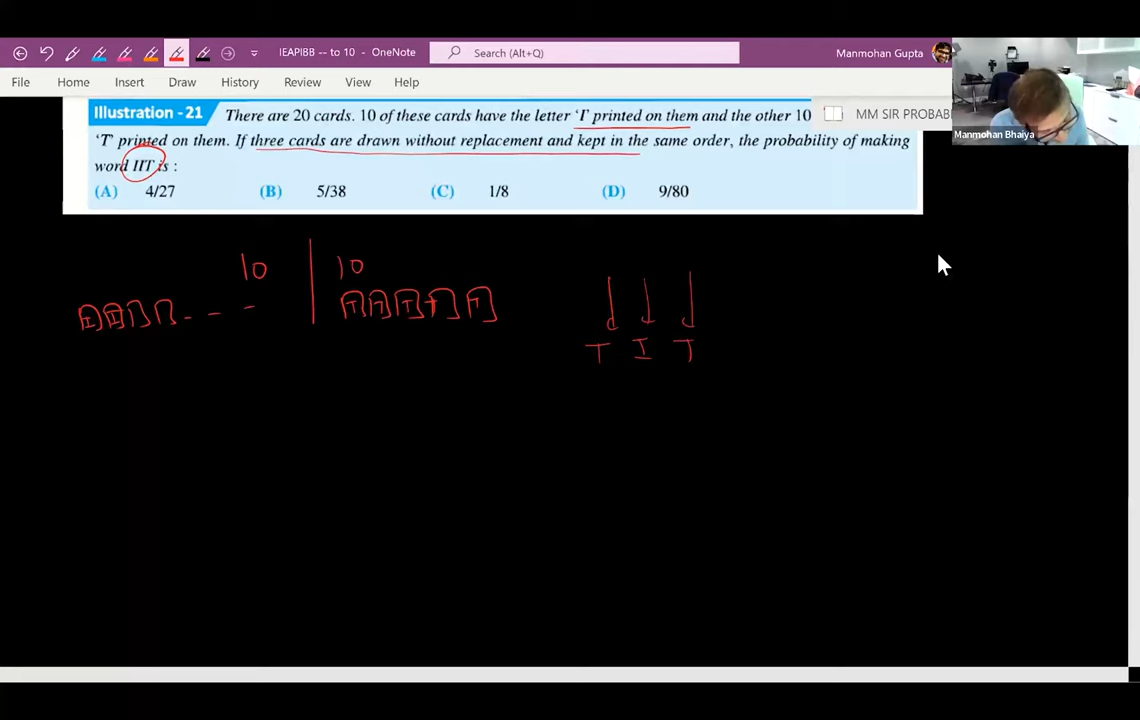 IEAPIBB -- to 10 - OneNote
Search (Alt+Q)
Manmohan Gupta
File Home Insert Draw History Review View Help
Illustration - 21 There are 20 cards. 10 of these cards have the letter 'I' printed on them and the other 10
MM SIR PROBAB
Manmohan Bhaiya
'T' printed on them. If three cards are drawn without replacement and kept in the same order, the probability of making
word IIT is :
(A) 4/27 (B) 5/38 (C) 1/8 (D) 9/80
10 10
I I T T T T T
T I T